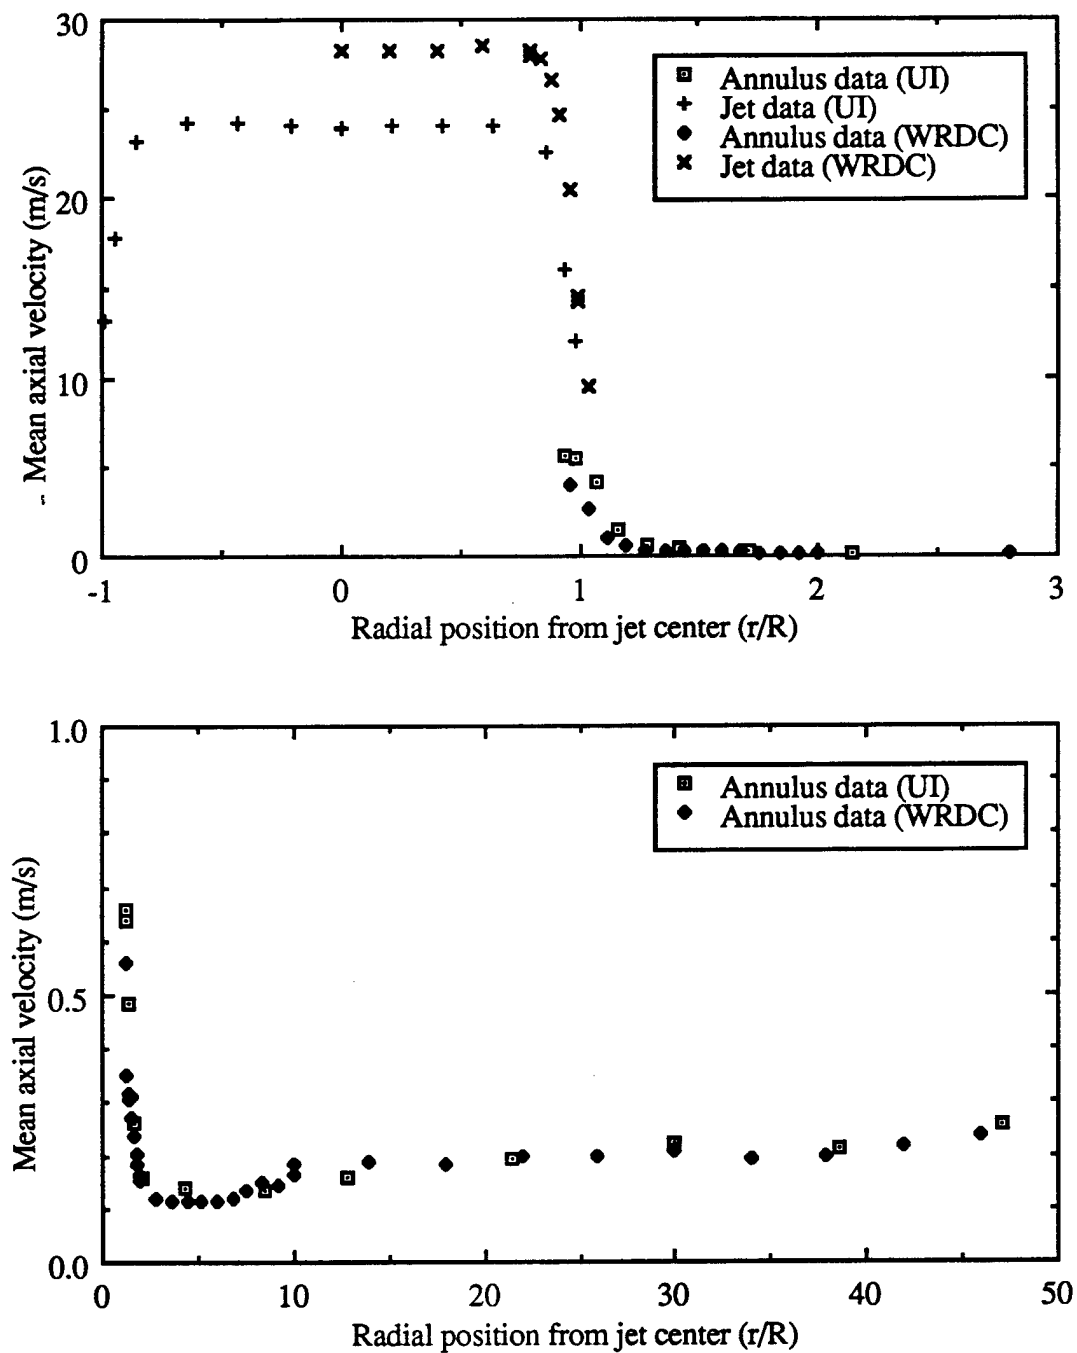 30
20
10
0
Mean axial velocity (m/s)
Annulus data (UI)
Jet data (UI)
Annulus data (WRDC)
Jet data (WRDC)
-1
0
1
2
3
Radial position from jet center (r/R)
1.0
0.5
0.0
Mean axial velocity (m/s)
Annulus data (UI)
Annulus data (WRDC)
0
10
20
30
40
50
Radial position from jet center (r/R)